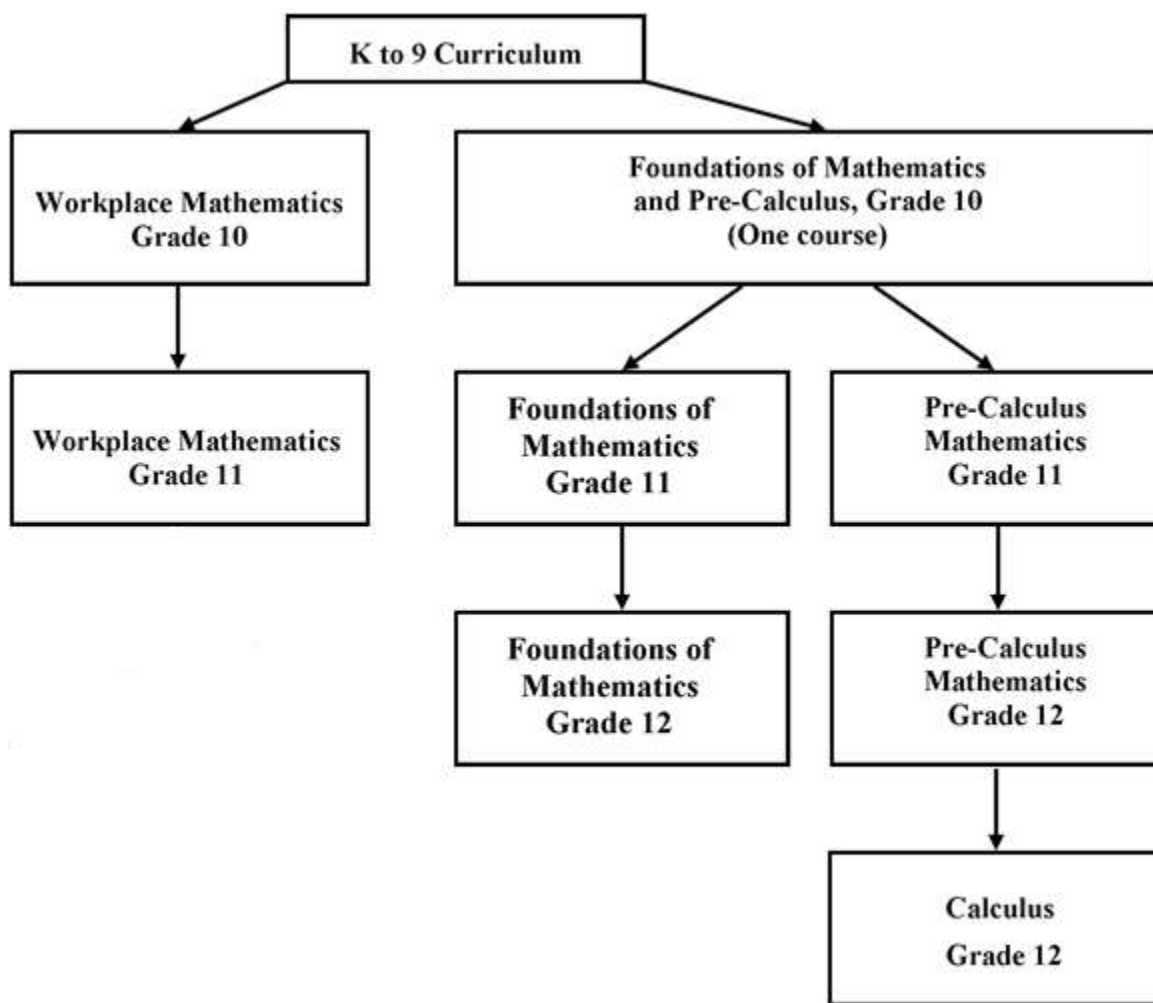 K to 9 Curriculum
Workplace Mathematics
Grade 10
Foundations of Mathematics
and Pre-Calculus, Grade 10
(One course)
Workplace Mathematics
Grade 11
Foundations of
Mathematics
Grade 11
Pre-Calculus
Mathematics
Grade 11
Foundations of
Mathematics
Grade 12
Pre-Calculus
Mathematics
Grade 12
Calculus
Grade 12